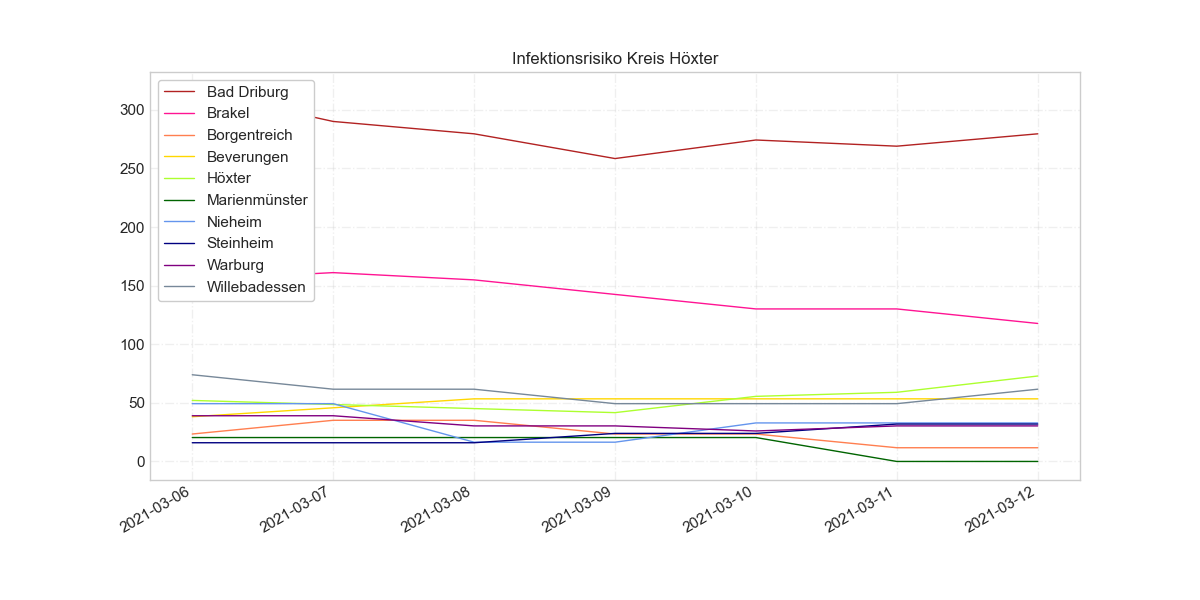 Infektionsrisiko Kreis Höxter
Bad Driburg
Brakel
Borgentreich
Beverungen
Höxter
Marienmünster
Nieheim
Steinheim
Warburg
Willebadessen
300
250
200
150
100
50
0
2021-03-06
2021-03-07
2021-03-08
2021-03-09
2021-03-10
2021-03-11
2021-03-12